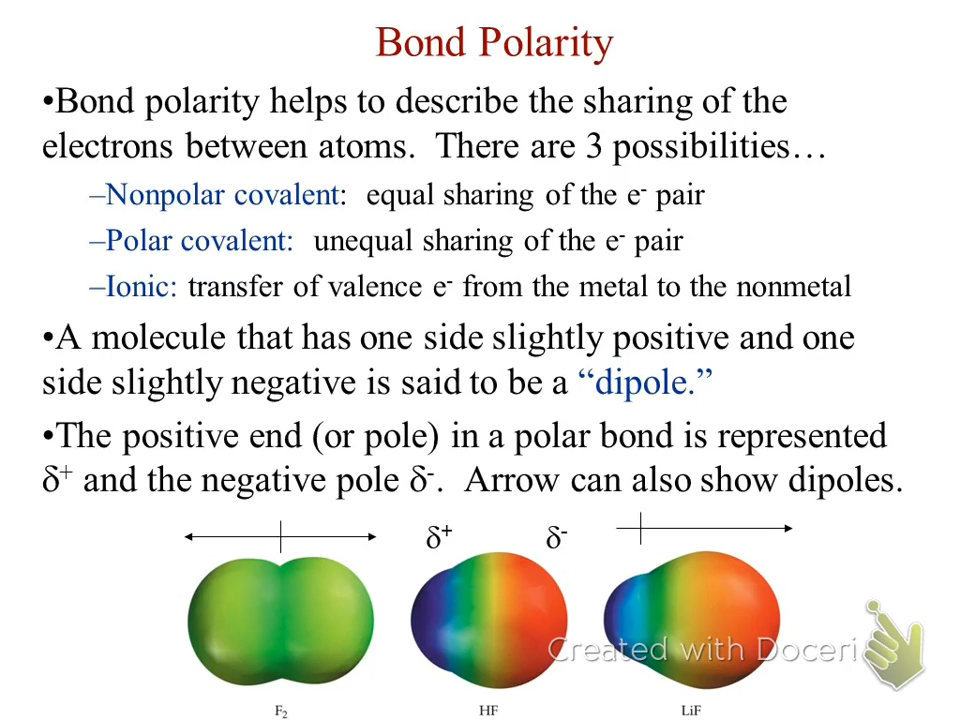 Bond Polarity
•Bond polarity helps to describe the sharing of the
electrons between atoms.  There are 3 possibilities…
–Nonpolar covalent:  equal sharing of the e- pair
–Polar covalent:  unequal sharing of the e- pair
–Ionic: transfer of valence e- from the metal to the nonmetal
•A molecule that has one side slightly positive and one
side slightly negative is said to be a “dipole.”
•The positive end (or pole) in a polar bond is represented
δ+ and the negative pole δ-.  Arrow can also show dipoles.
δ+ δ-
Created with Doceri
F2 HF LiF